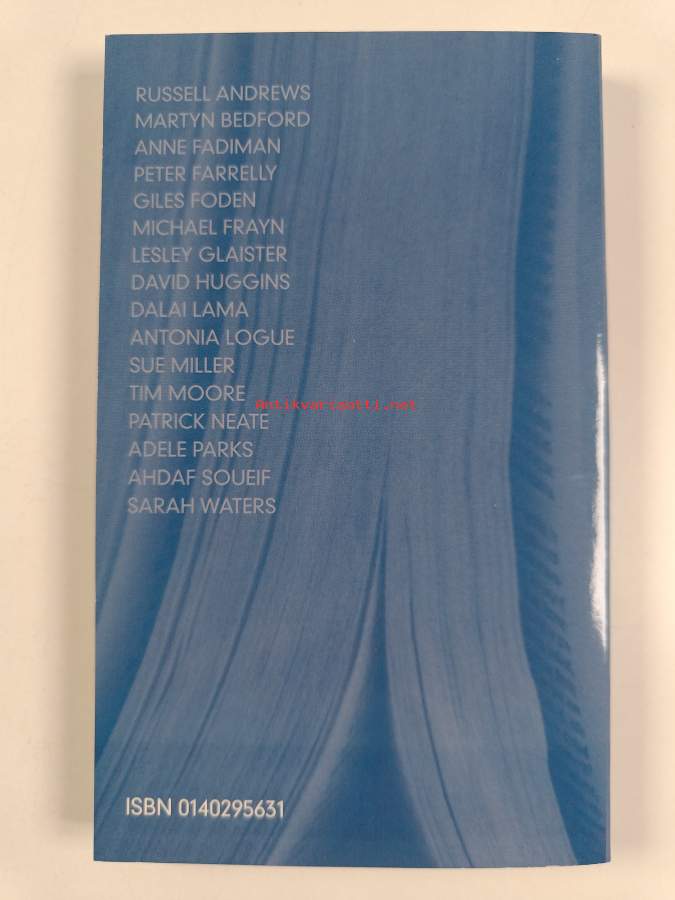 RUSSELL ANDREWS
MARTYN BEDFORD
ANNE FADIMAN
PETER FARRELLY
GILES FODEN
MICHAEL FRAYN
LESLEY GLAISTER
DAVID HUGGINS
DALAI LAMA
ANTONIA LOGUE
SUE MILLER
TIM MOORE
Antikvariaatti.net
PATRICK NEATE
ADELE PARKS
AHDAF SOUEIF
SARAH WATERS
ISBN 0140295631